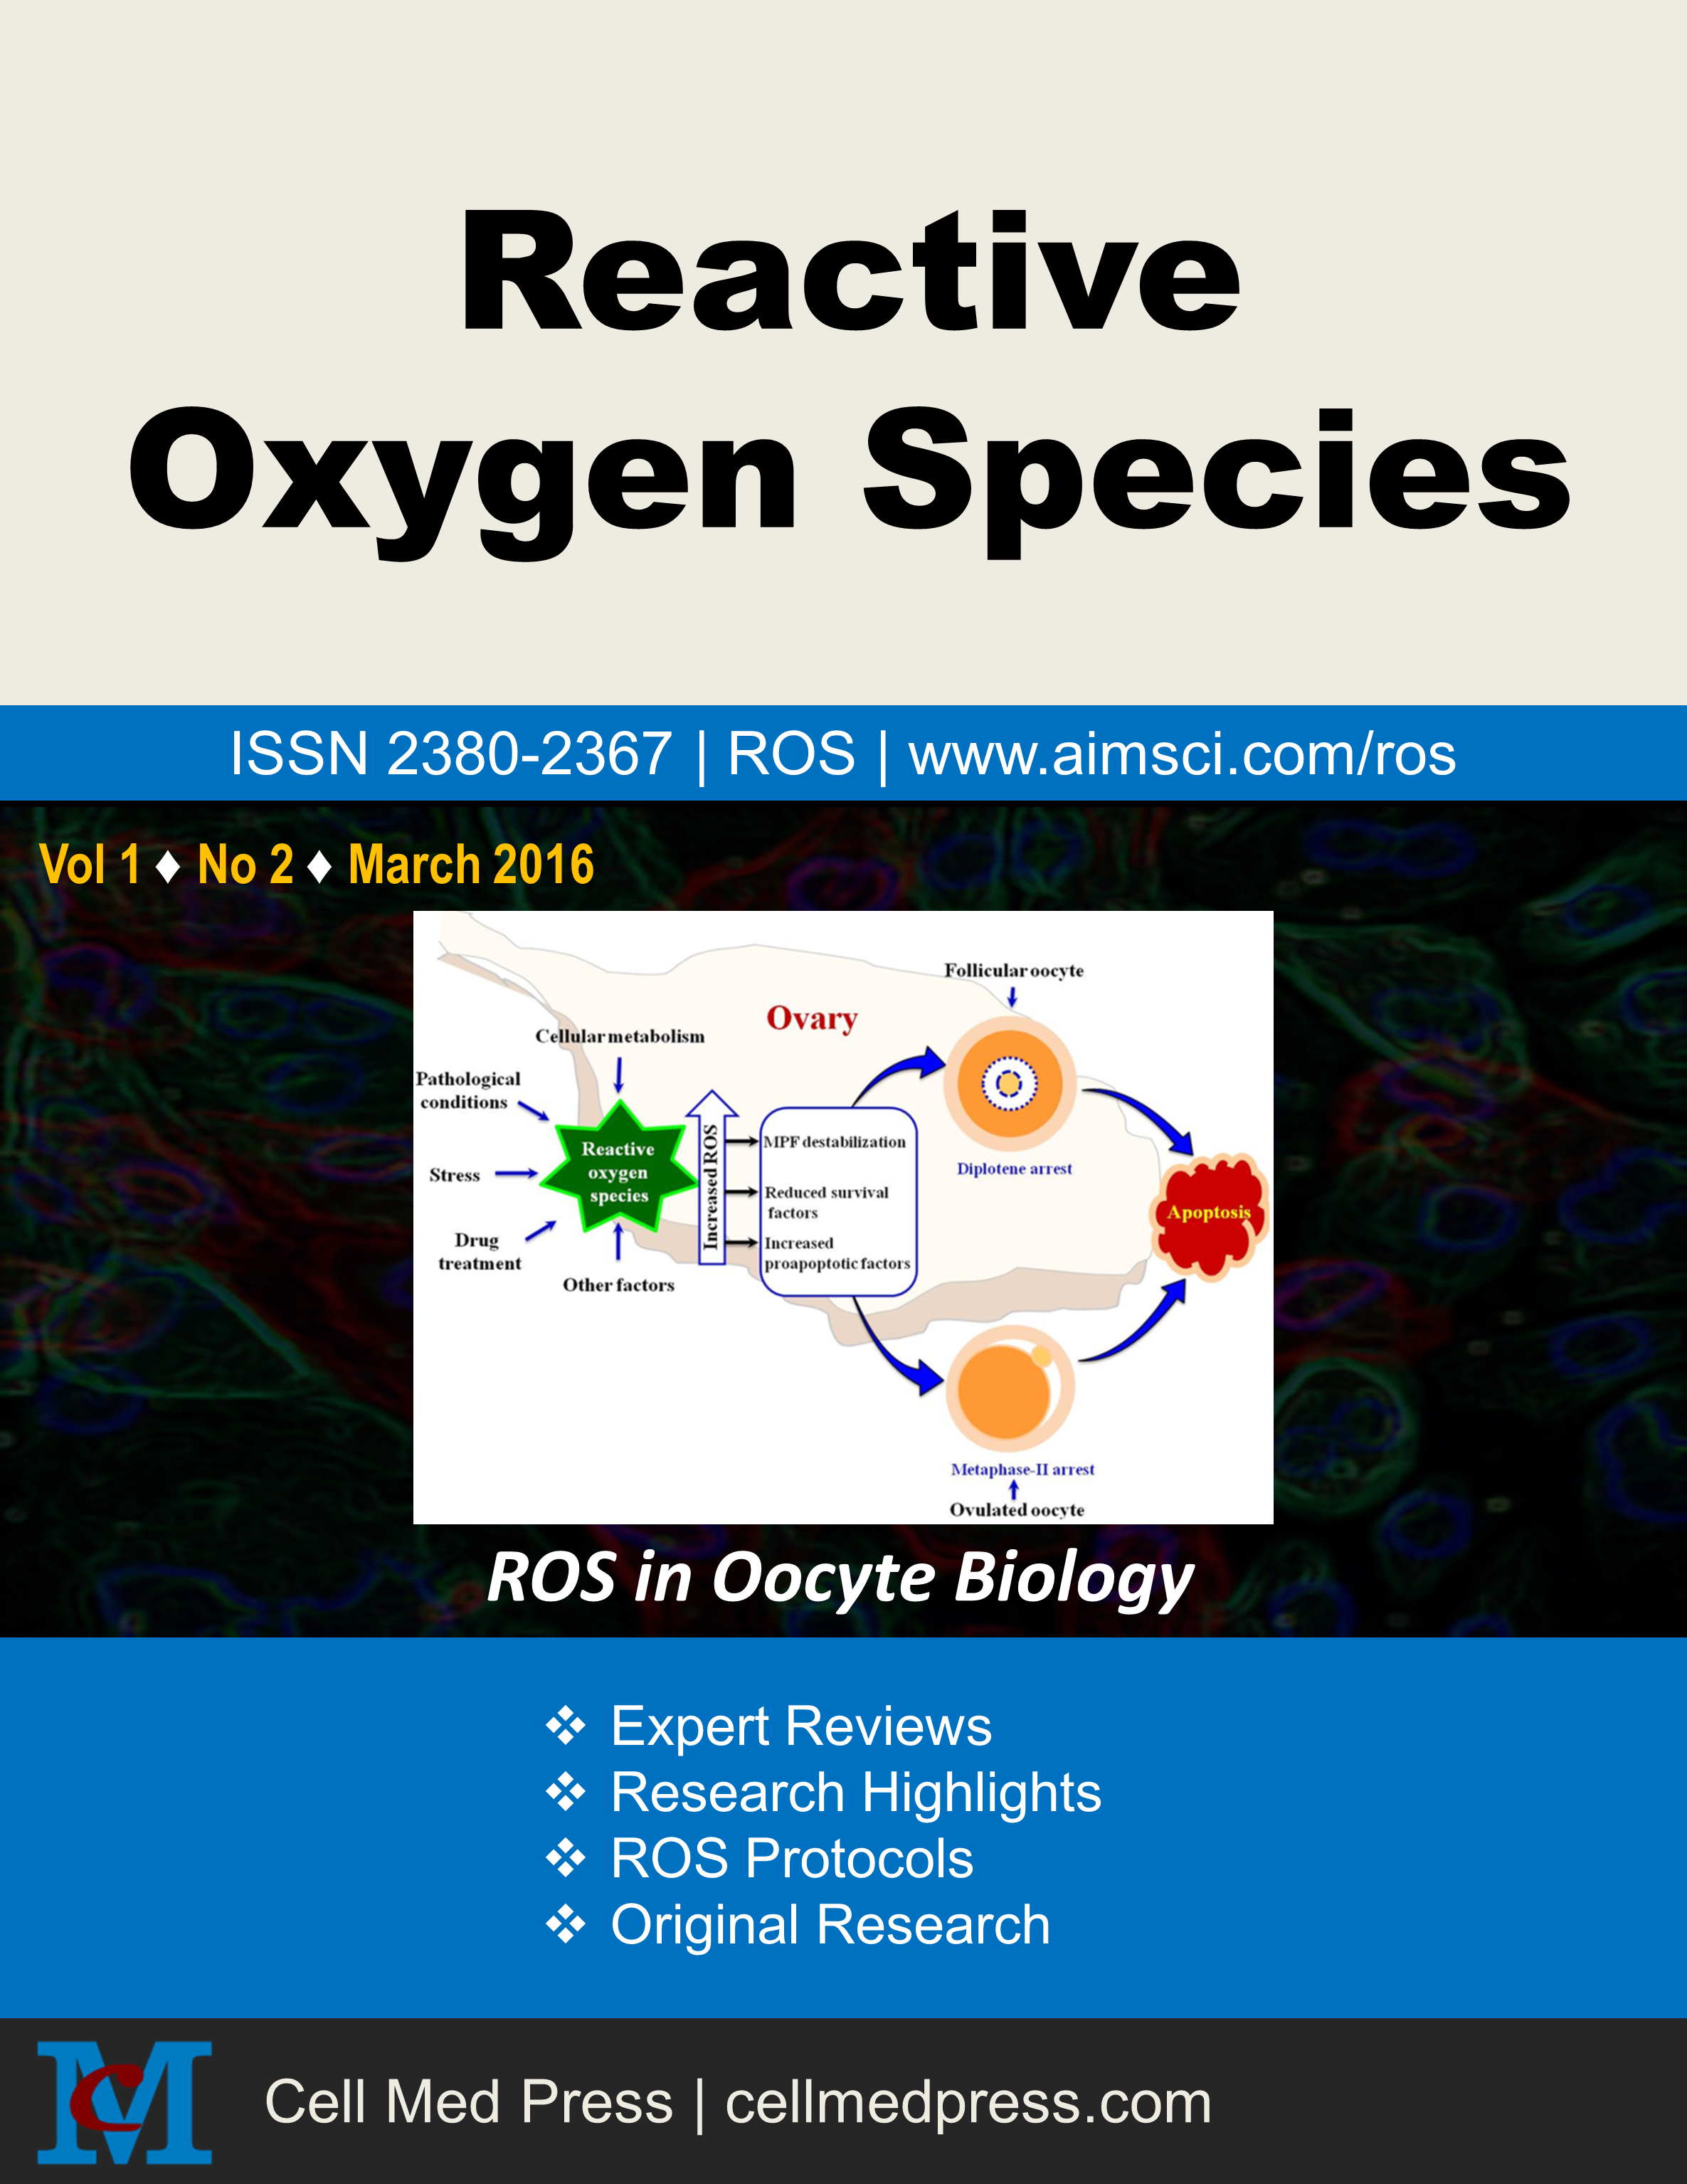 Reactive
Oxygen Species
ISSN 2380-2367 | ROS | www.aimsci.com/ros
Vol 1 ♦ No 2 ♦ March 2016
Follicular oocyte
Ovary
Cellular metabolism
Pathological
conditions
Stress
Drug
treatment
Other factors
Reactive
oxygen
species
Increased ROS
MPF destabilization
Reduced survival
factors
Increased
proapoptotic factors
Diplotene arrest
Apoptosis
Metaphase-II arrest
Ovulated oocyte
ROS in Oocyte Biology
❖ Expert Reviews
❖ Research Highlights
❖ ROS Protocols
❖ Original Research
MC
Cell Med Press | cellmedpress.com